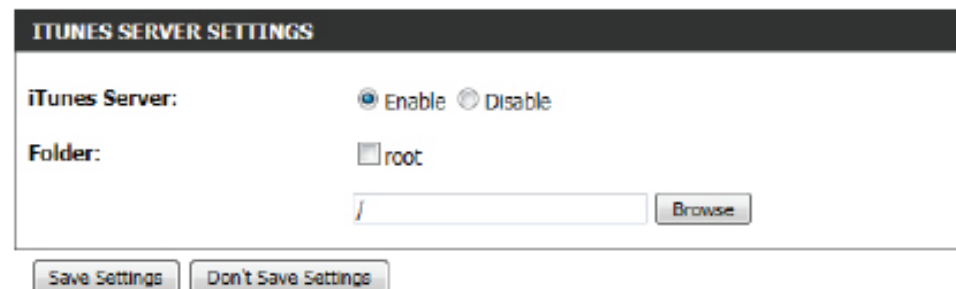 ITUNES SERVER SETTINGS
iTunes Server: Enable Disable
Folder: root
/ Browse
Save Settings Don't Save Settings